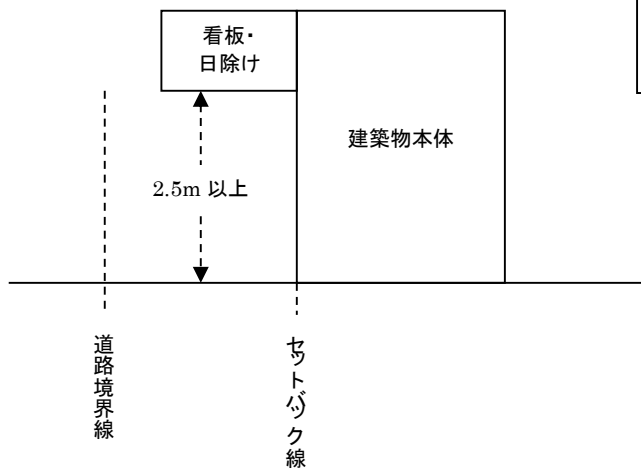 看板・
日除け
建築物本体
2.5m 以上
道路境界線
セットバック線